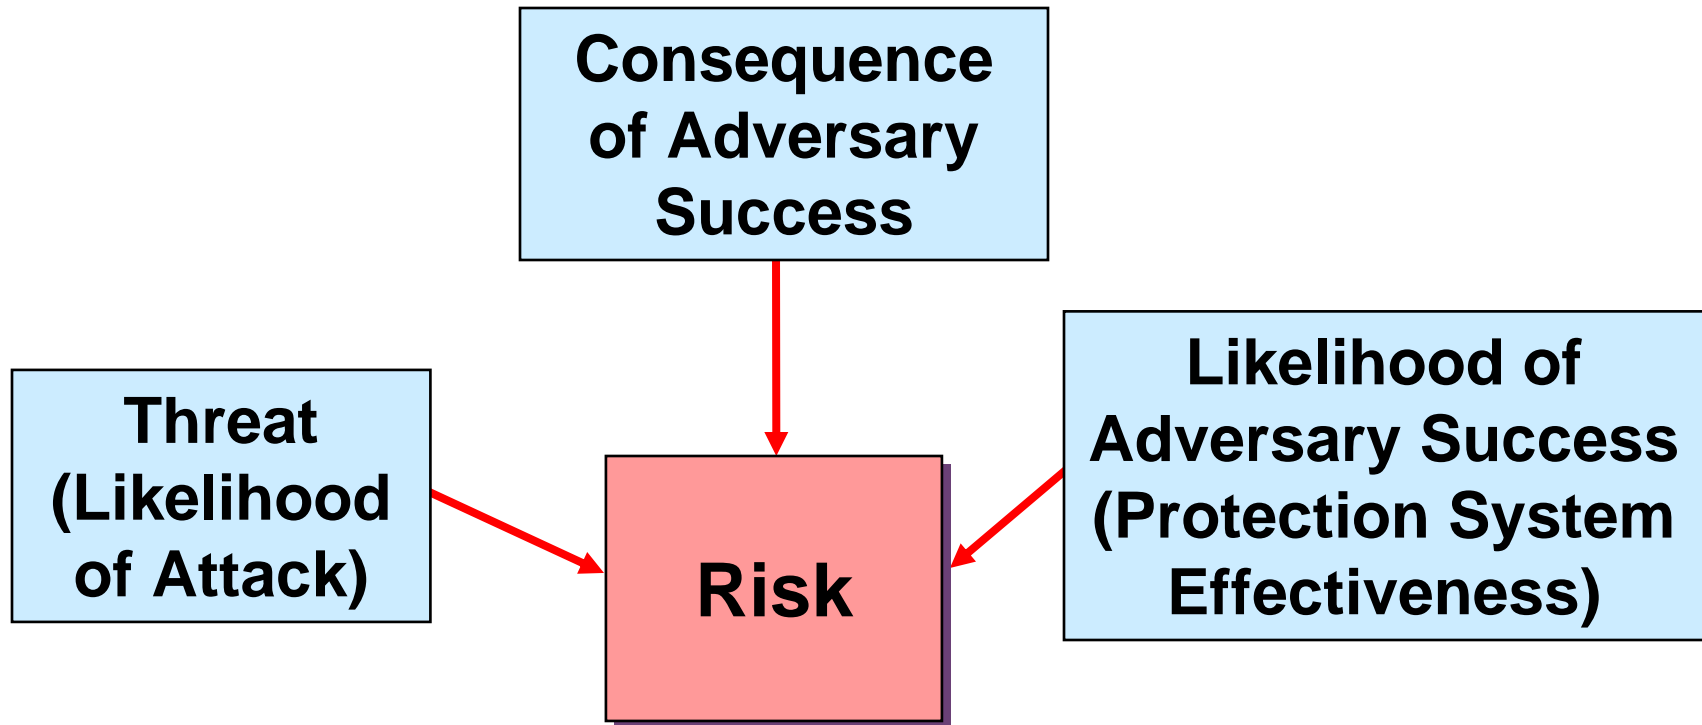 Consequence
of Adversary
Success
Threat
(Likelihood
of Attack)
Likelihood of
Adversary Success
(Protection System
Effectiveness)
Risk